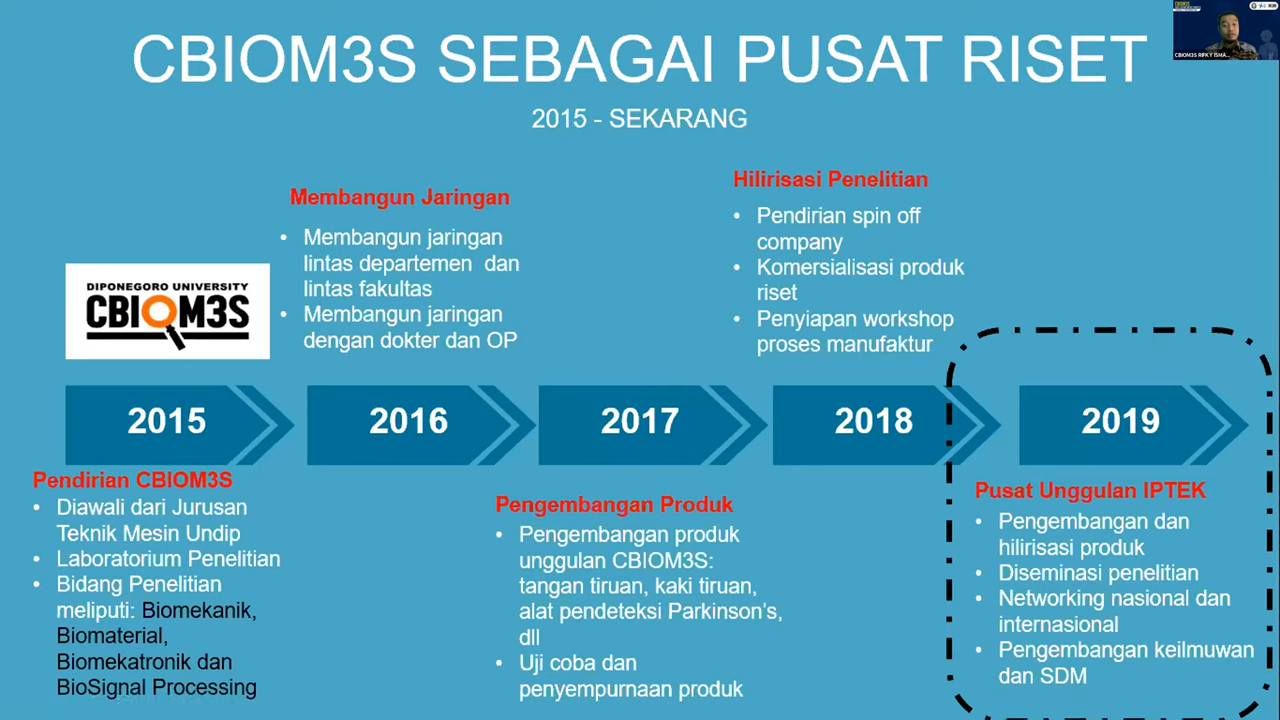 CBIOM3S SEBAGAI PUSAT RISET
2015 - SEKARANG
CBIOM3S RIFKY ISMA...
Membangun Jaringan
• Membangun jaringan
lintas departemen dan
lintas fakultas
• Membangun jaringan
dengan dokter dan OP
Hilirisasi Penelitian
• Pendirian spin off
company
• Komersialisasi produk
riset
• Penyiapan workshop
proses manufaktur
DIPONEGORO UNIVERSITY
CBIOM3S
2015
2016
2017
2018
2019
Pendirian CBIOM3S
• Diawali dari Jurusan
Teknik Mesin Undip
• Laboratorium Penelitian
• Bidang Penelitian
meliputi: Biomekanik,
Biomaterial,
Biomekatronik dan
BioSignal Processing
Pengembangan Produk
• Pengembangan produk
unggulan CBIOM3S:
tangan tiruan, kaki tiruan,
alat pendeteksi Parkinson's,
dll
• Uji coba dan
penyempurnaan produk
Pusat Unggulan IPTEK
• Pengembangan dan
hilirisasi produk
• Diseminasi penelitian
• Networking nasional dan
internasional
• Pengembangan keilmuwan
dan SDM